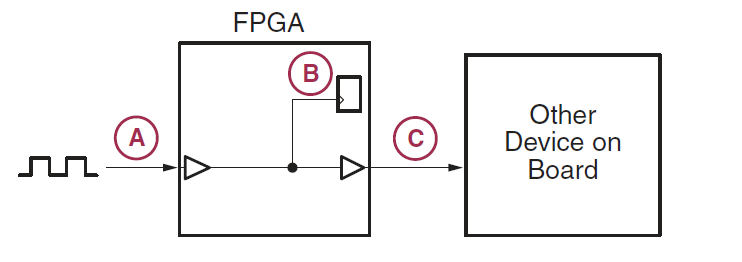 FPGA
B
A
C
Other
Device on
Board